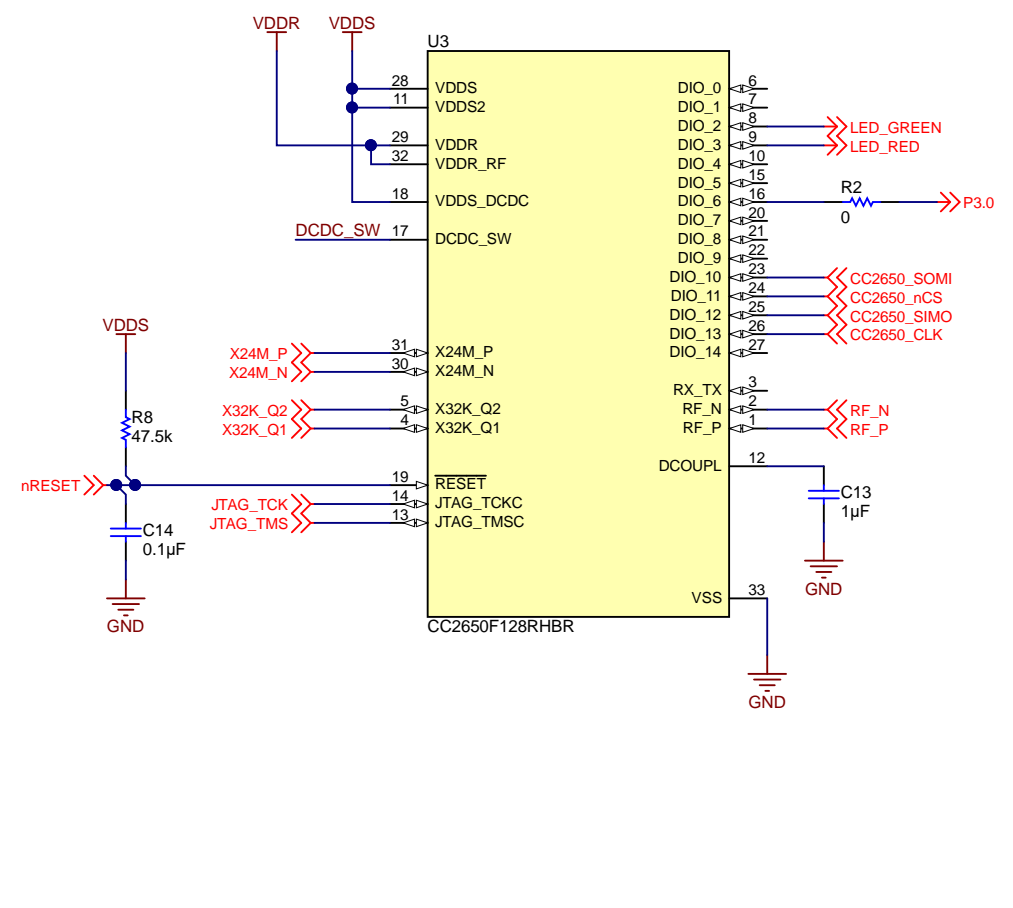 VDDR VDDS
U3
28 VDDS DIO_0 6
11 VDDS2 DIO_1 7
DIO_2 8 LED_GREEN
29 VDDR DIO_3 9 LED_RED
32 VDDR_RF DIO_4 10
DIO_5 15
R2
18 VDDS_DCDC DIO_6 16 P3.0
0
DIO_7 20
DCDC_SW 17 DCDC_SW DIO_8 21
DIO_9 22
DIO_10 23 CC2650_SOMI
DIO_11 24 CC2650_nCS
DIO_12 25 CC2650_SIMO
VDDS
DIO_13 26 CC2650_CLK
X24M_P 31 X24M_P DIO_14 27
X24M_N 30 X24M_N
RX_TX 3
X32K_Q2 5 X32K_Q2 RF_N 2 RF_N
R8
X32K_Q1 4 X32K_Q1 RF_P 1 RF_P
47.5k
DCOUPL 12
nRESET 19 RESET
C13
JTAG_TCK 14 JTAG_TCKC
1µF
JTAG_TMS 13 JTAG_TMSC
C14
0.1µF
GND
VSS 33
GND
CC2650F128RHBR
GND